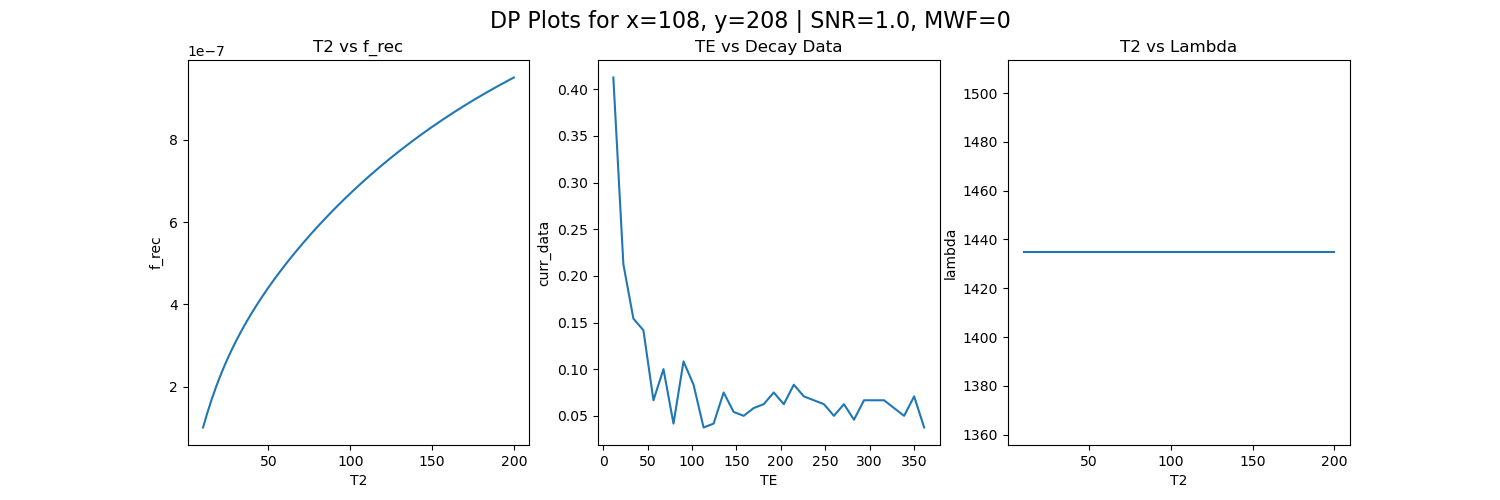 DP Plots for x=108, y=208 | SNR=1.0, MWF=0
T2 vs f_rec
1e−7
8
6
4
2
f_rec
50 100 150 200
T2
TE vs Decay Data
0.40
0.35
0.30
0.25
0.20
0.15
0.10
0.05
curr_data
0 50 100 150 200 250 300 350
TE
T2 vs Lambda
1500
1480
1460
1440
1420
1400
1380
1360
lambda
50 100 150 200
T2